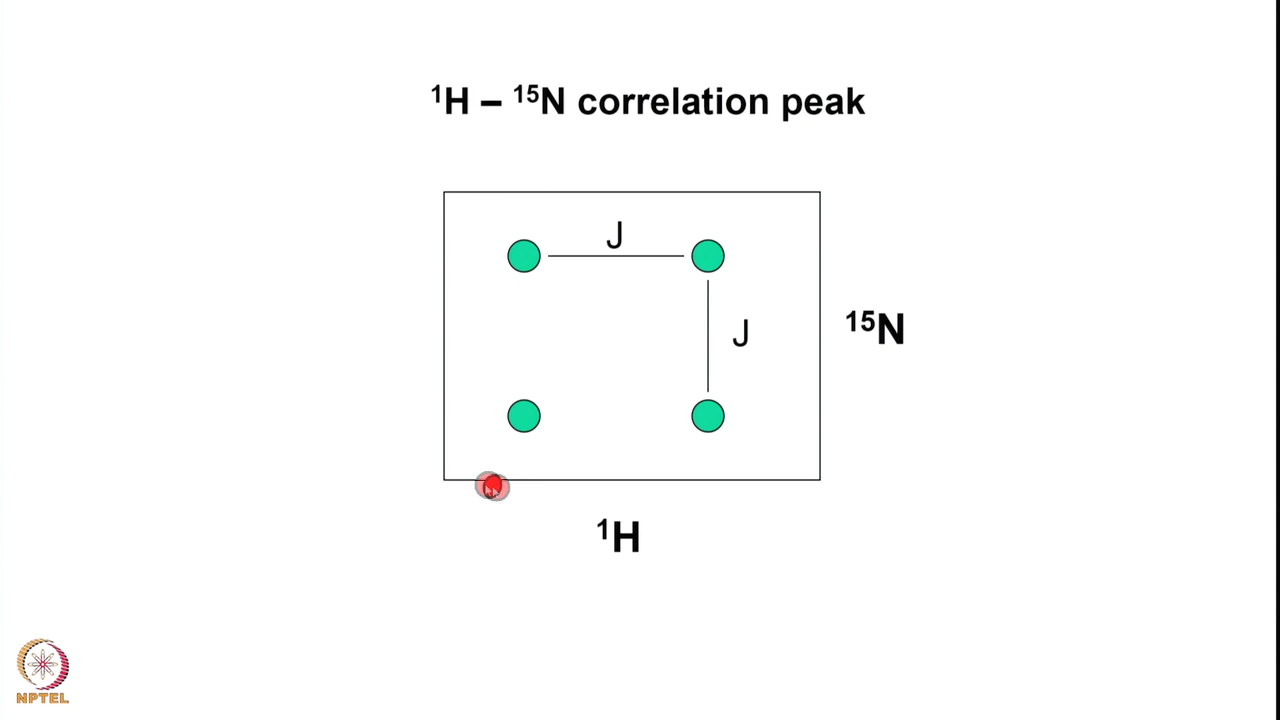 ¹H – ¹⁵N correlation peak
J
J
¹⁵N
¹H
NPTEL